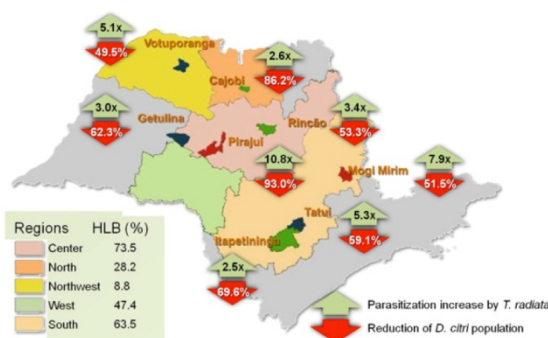 5.1x
49.5%
Votuporanga
2.6x
86.2%
Cajobi
3.0x
62.3%
Getulina
3.4x
53.3%
Rincão
Pirajuí
10.8x
93.0%
Mogi Mirim
7.9x
51.5%
Tatuí
5.3x
59.1%
Itapetininga
2.5x
69.6%
Regions HLB (%)
Center 73.5
North 28.2
Northwest 8.8
West 47.4
South 63.5
Parasitization increase by T. radiata
Reduction of D. citri population